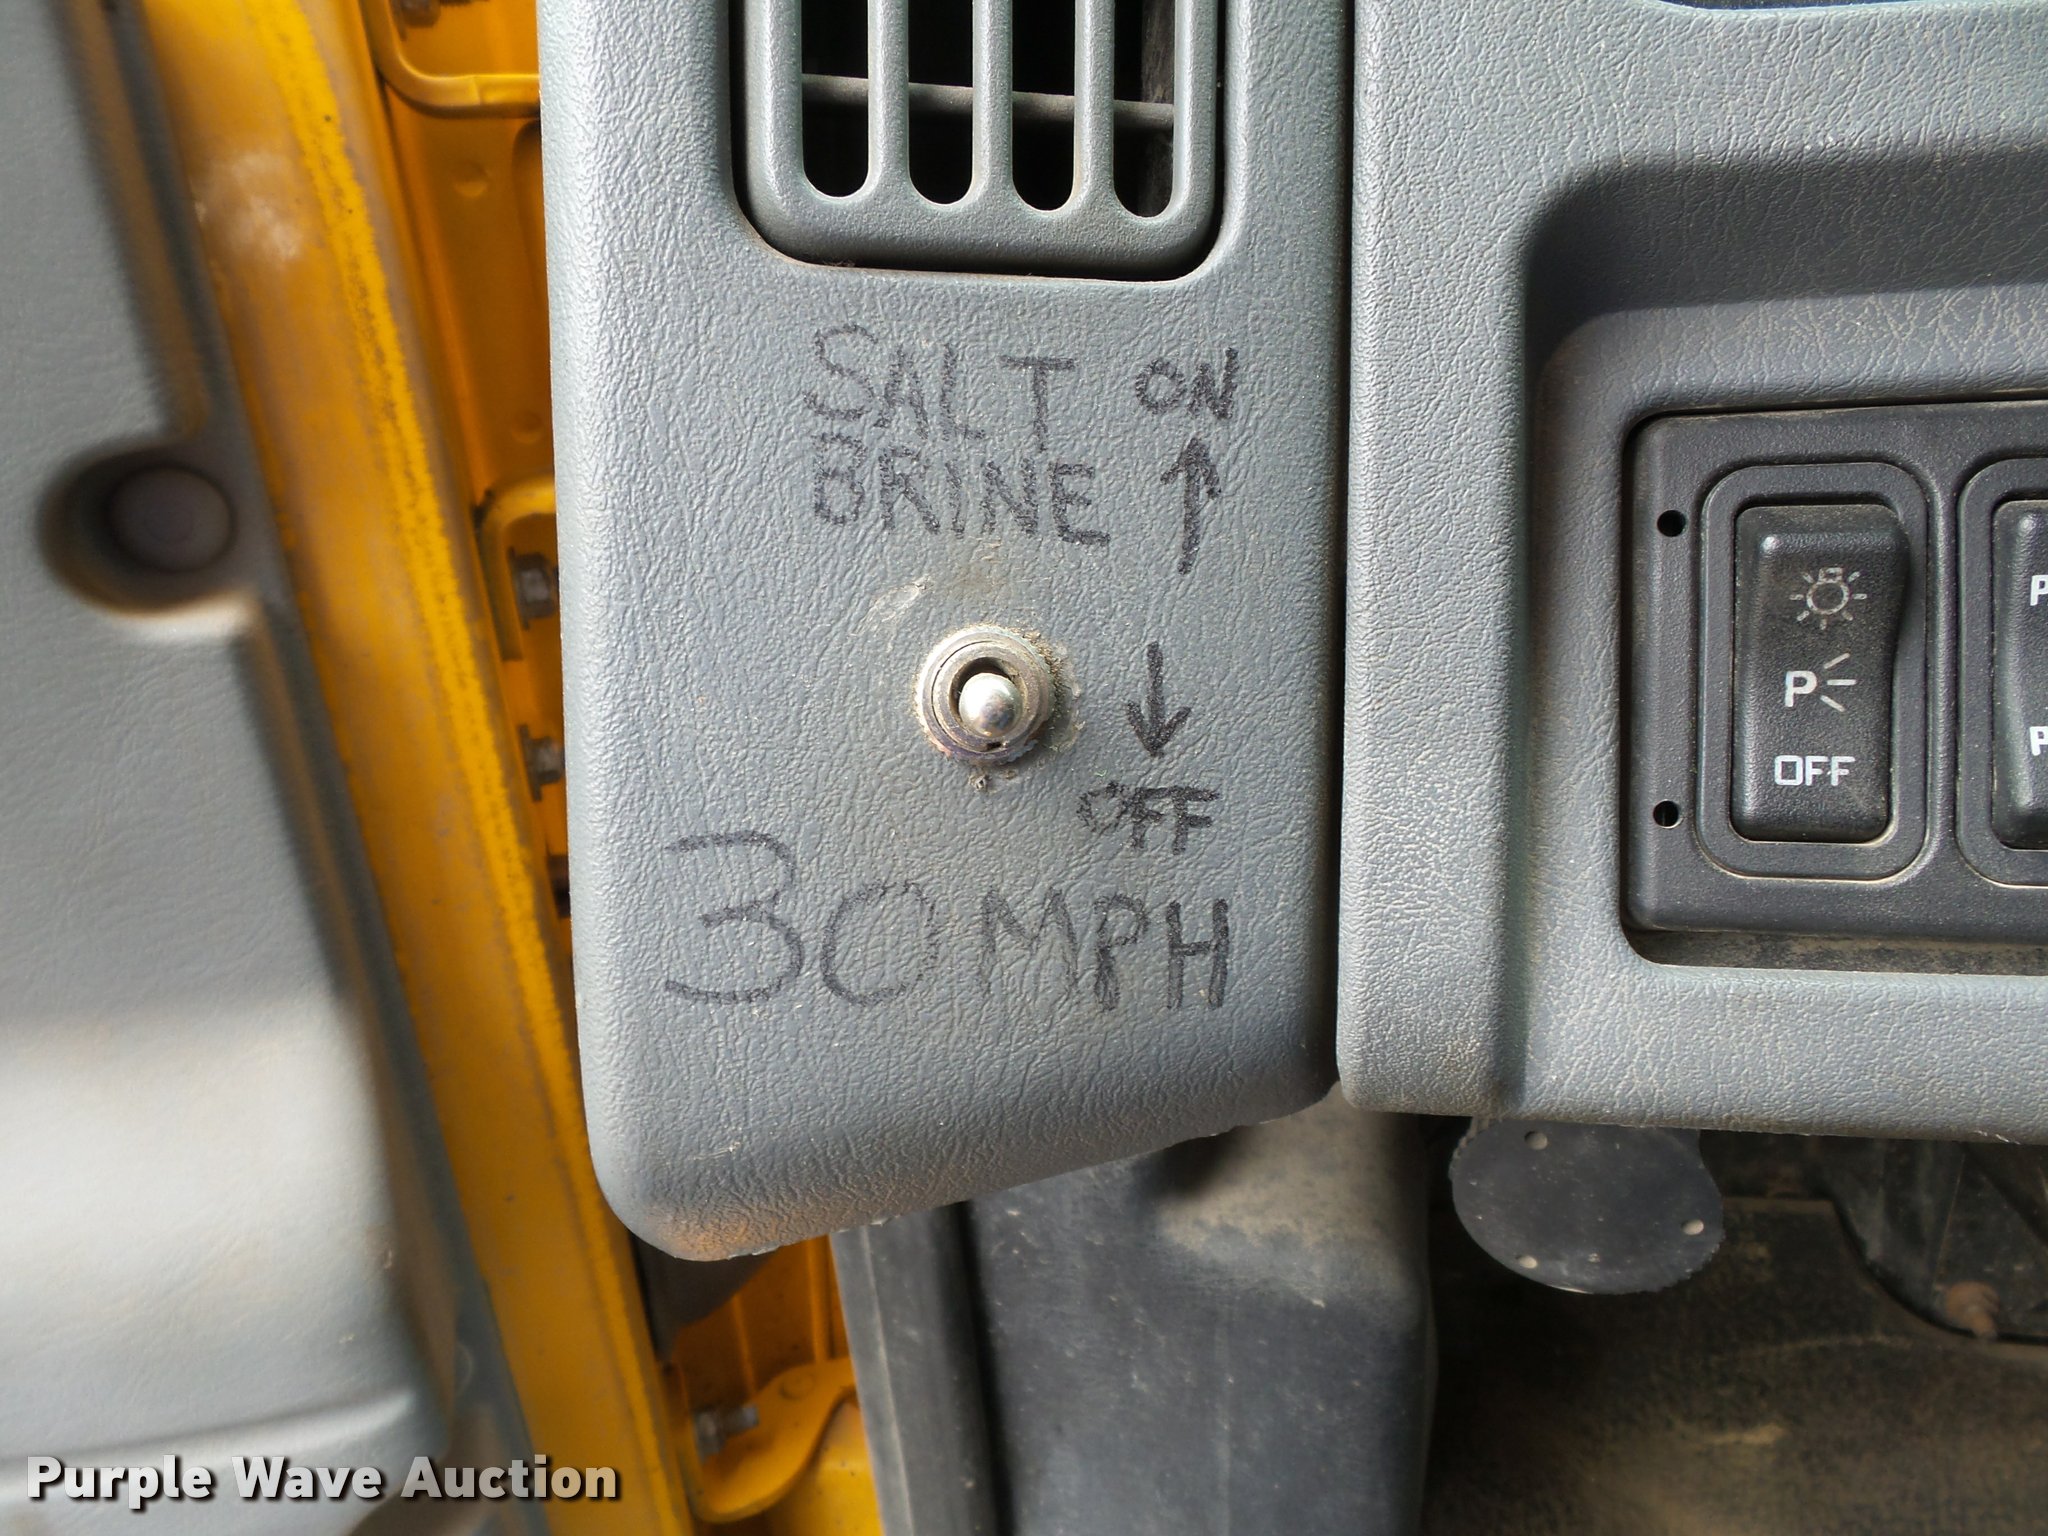 SALT ON
BRINE
OFF
30 MPH
P
OFF
P
P
Purple Wave Auction